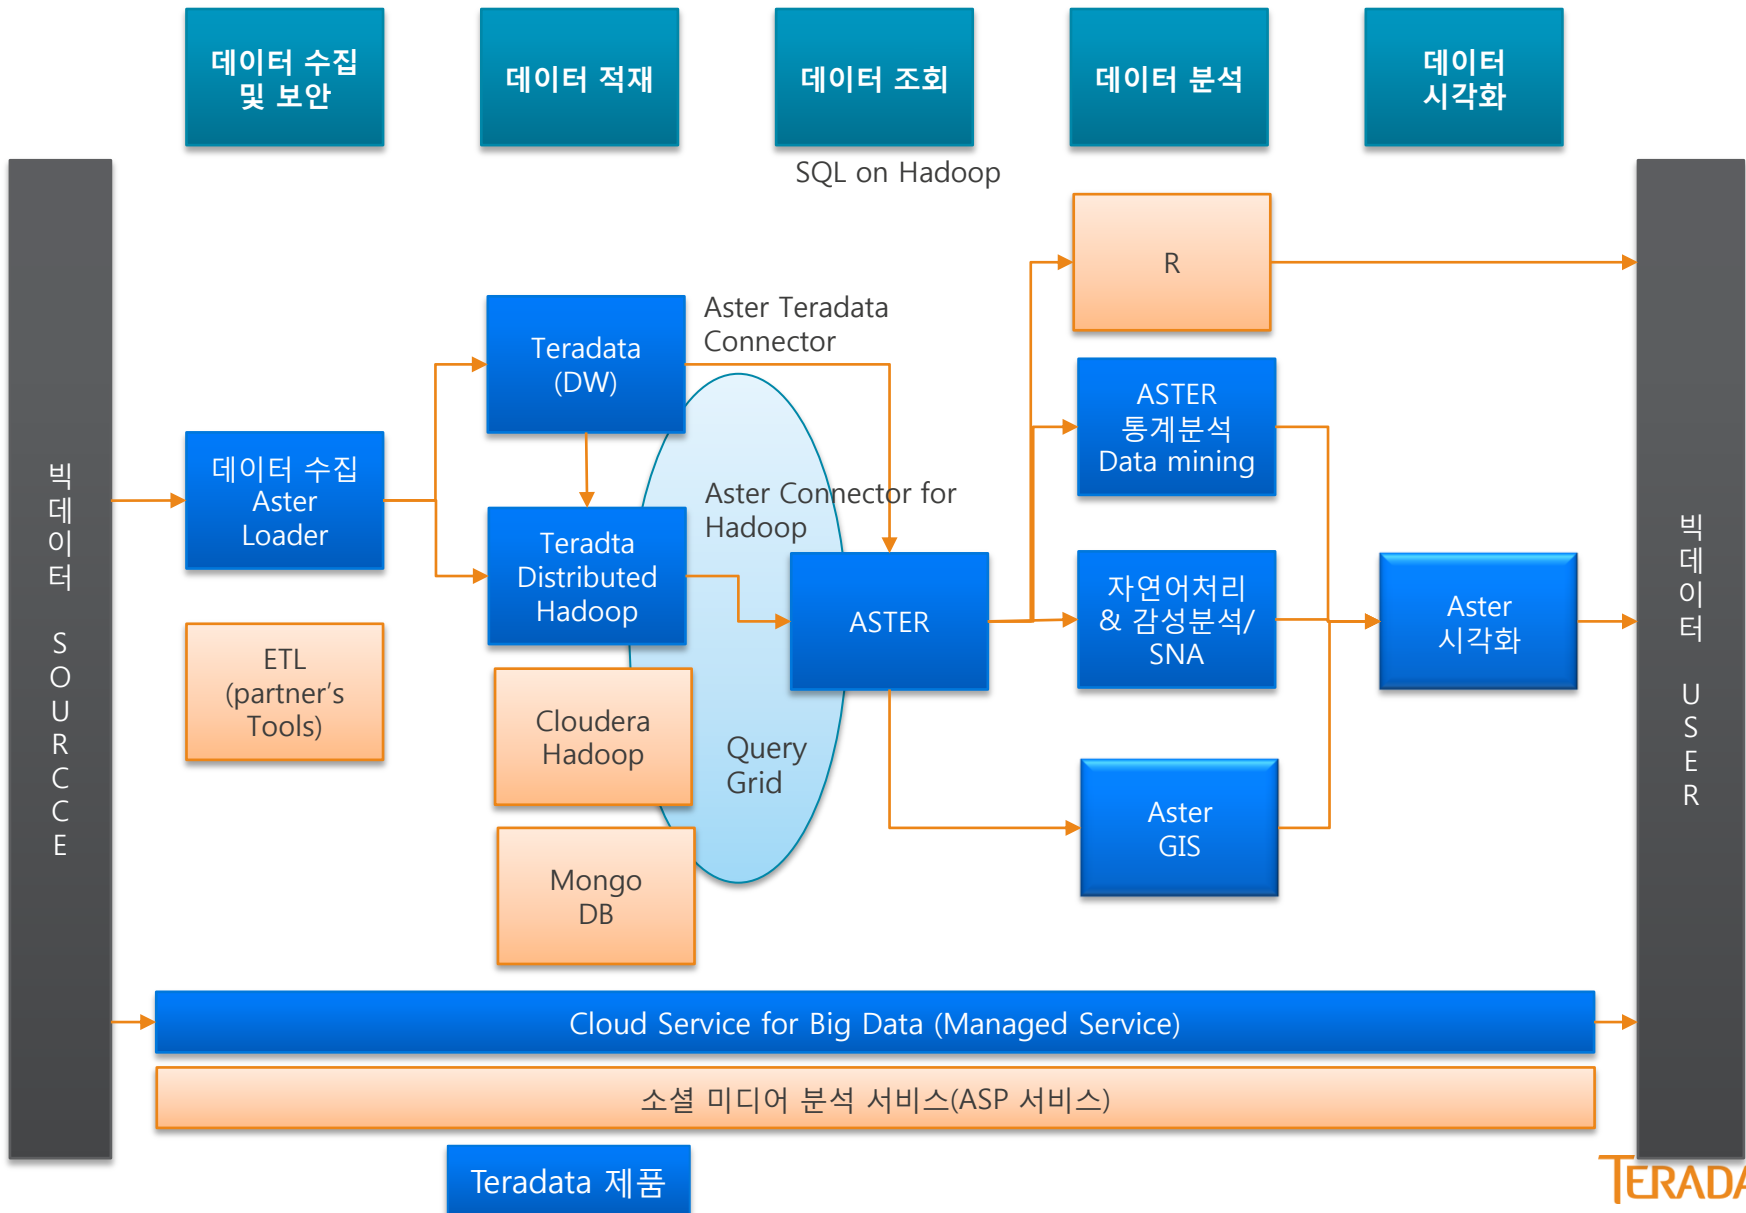 데이터 수집
및 보안
데이터 적재
데이터 조회
데이터 분석
데이터
시각화
SQL on Hadoop
빅
데
이
터
S
O
U
R
C
C
E
데이터 수집
Aster
Loader
ETL
(partner's
Tools)
Teradata
(DW)
Teradta
Distributed
Hadoop
Cloudera
Hadoop
Mongo
DB
Aster Teradata
Connector
Aster Connector for
Hadoop
Query
Grid
ASTER
R
ASTER
통계분석
Data mining
자연어처리
& 감성분석/
SNA
Aster
GIS
Aster
시각화
빅
데
이
터
U
S
E
R
Cloud Service for Big Data (Managed Service)
소셜 미디어 분석 서비스(ASP 서비스)
Teradata 제품